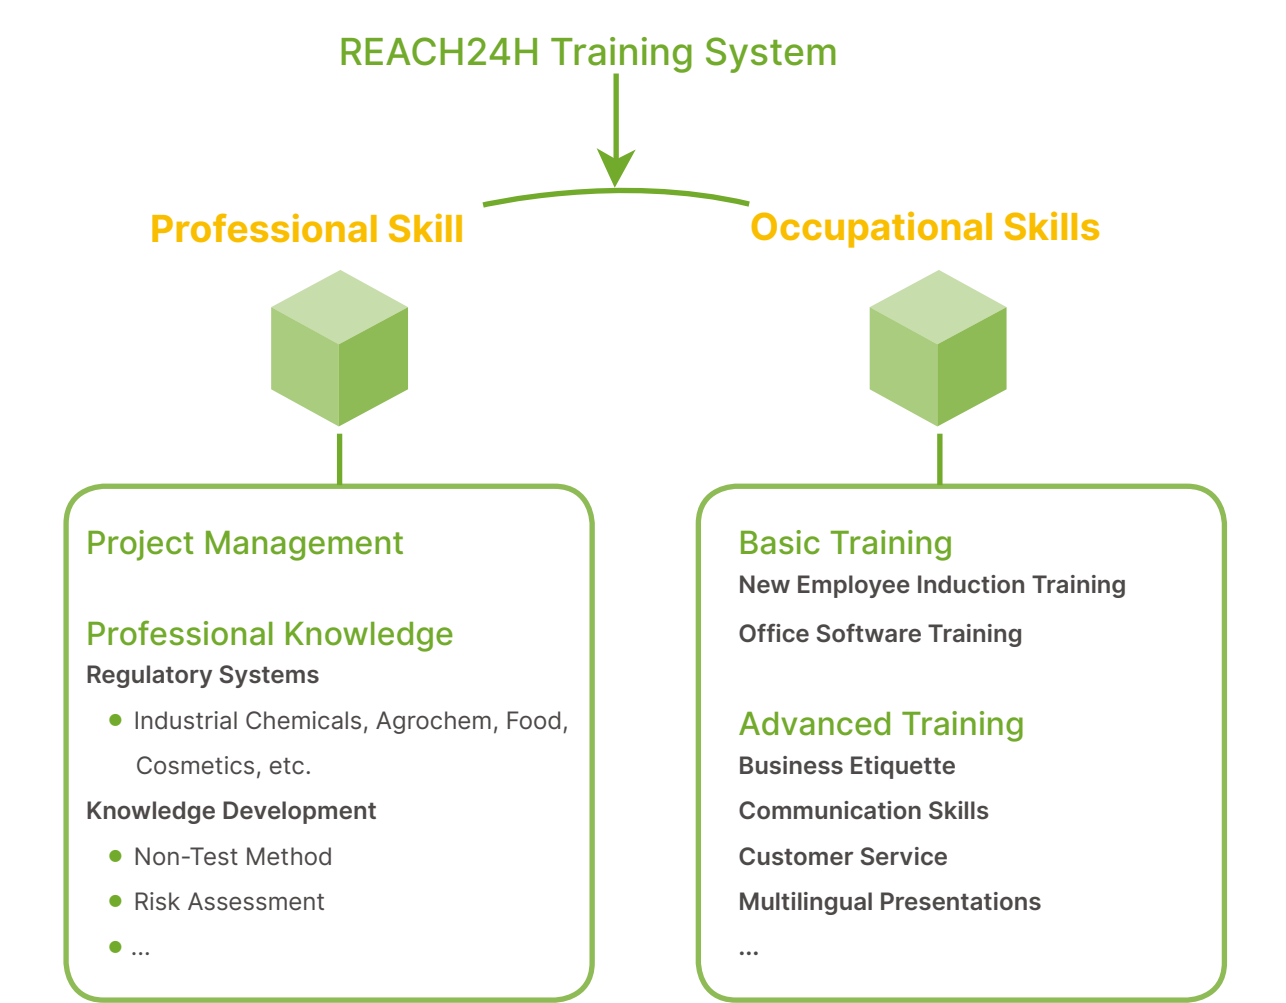 REACH24H Training System
Professional Skill
Occupational Skills
Project Management
Professional Knowledge
Regulatory Systems
Industrial Chemicals, Agrochem, Food,
Cosmetics, etc.
Knowledge Development
Non-Test Method
Risk Assessment
...
Basic Training
New Employee Induction Training
Office Software Training
Advanced Training
Business Etiquette
Communication Skills
Customer Service
Multilingual Presentations
...